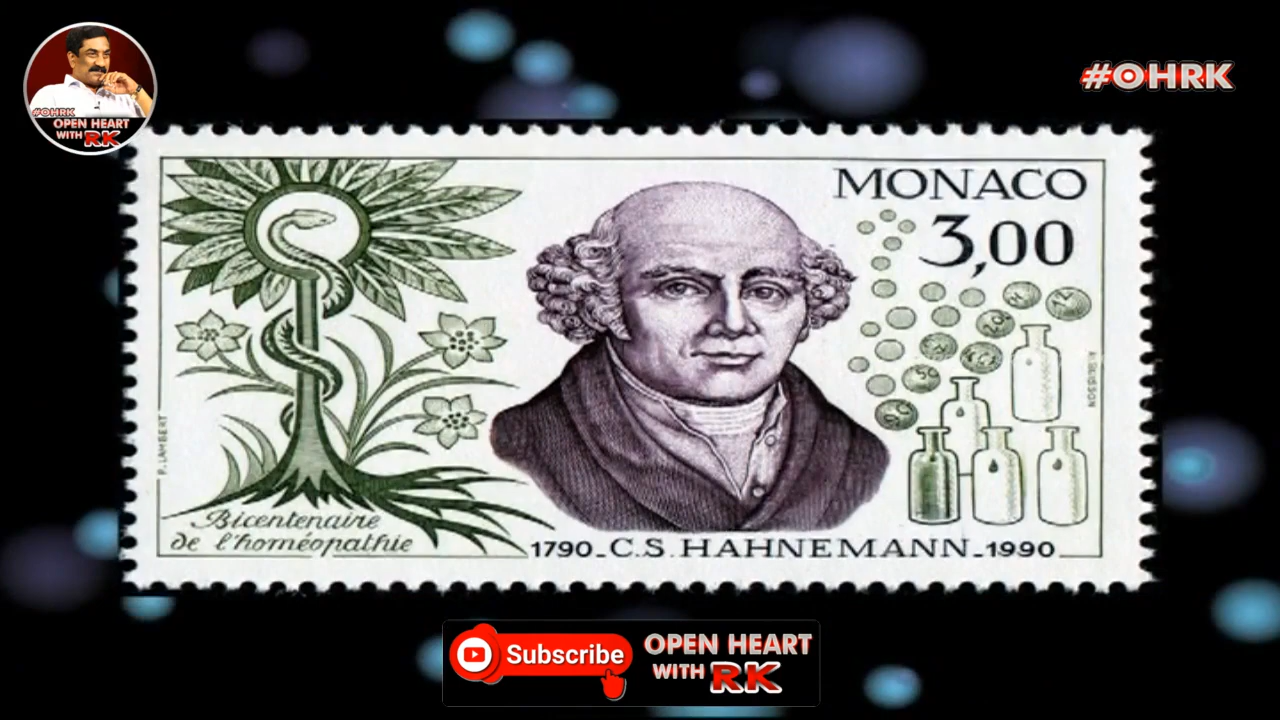 #OHRK
OPEN HEART
WITH RK
#OHRK
MONACO
3,00
P. LAMBERT
Bicentenaire
de l'homéopathie
1790-C.S. HAHNEMANN-1990
Subscribe
OPEN HEART
WITH RK